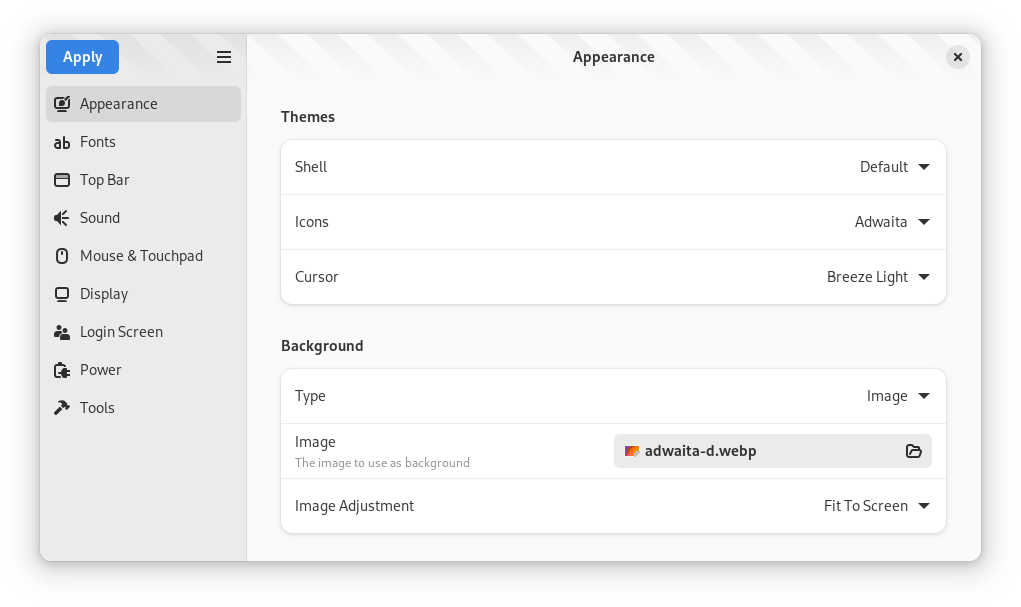 Apply
Appearance
Appearance
Fonts
Top Bar
Sound
Mouse & Touchpad
Display
Login Screen
Power
Tools
Themes
Shell Default
Icons Adwaita
Cursor Breeze Light
Background
Type Image
Image
The image to use as background
adwaita-d.webp
Image Adjustment Fit To Screen